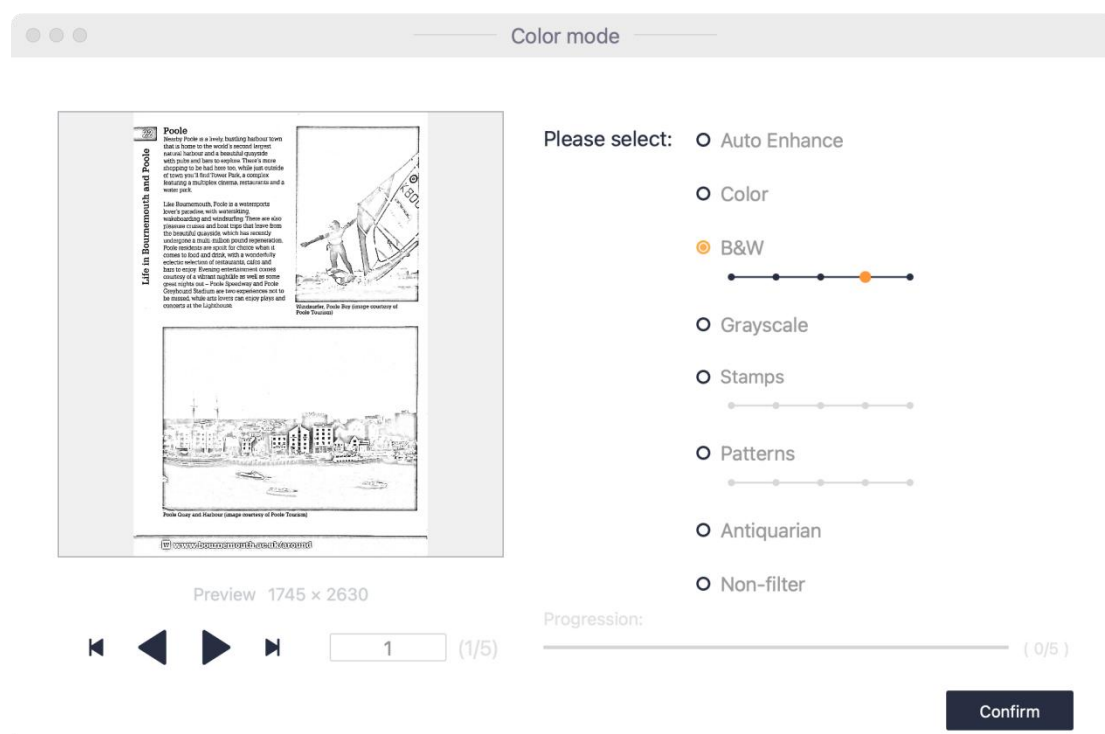 Color mode
28
Life in Bournemouth and Poole
Poole
Nearby Poole is a lively, bustling harbour town
that is home to the world's second largest
natural harbour and a beautiful quayside
with pubs and bars to explore. There's more
shopping to be had here too, while just outside
of town you'll find Tower Park, a complex
featuring a multiplex cinema, restaurants and a
water park.
Like Bournemouth, Poole is a watersports
lover's paradise, with waterskiing,
wakeboarding and windsurfing. There are also
pleasure cruises and boat trips that leave from
the beautiful quayside, which has recently
undergone a multi million pound regeneration.
Poole residents are spoilt for choice when it
comes to food and drink, with a wonderfully
eclectic selection of restaurants, cafes and
bars to enjoy. Evening entertainment comes
courtesy of a vibrant nightlife as well as some
great nights out – Poole Speedway and Poole
Greyhound Stadium are two experiences not to
be missed, while arts lovers can enjoy plays and
concerts at the Lighthouse.
Windsurfer, Poole Bay (image courtesy of
Poole Tourism)
Poole Quay and Harbour (image courtesy of Poole Tourism)
www.bournemouth.ac.uk/around
Preview 1745 × 2630
1 (1/5)
Please select:
Auto Enhance
Color
B&W
Grayscale
Stamps
Patterns
Antiquarian
Non-filter
Progression:
( 0/5 )
Confirm